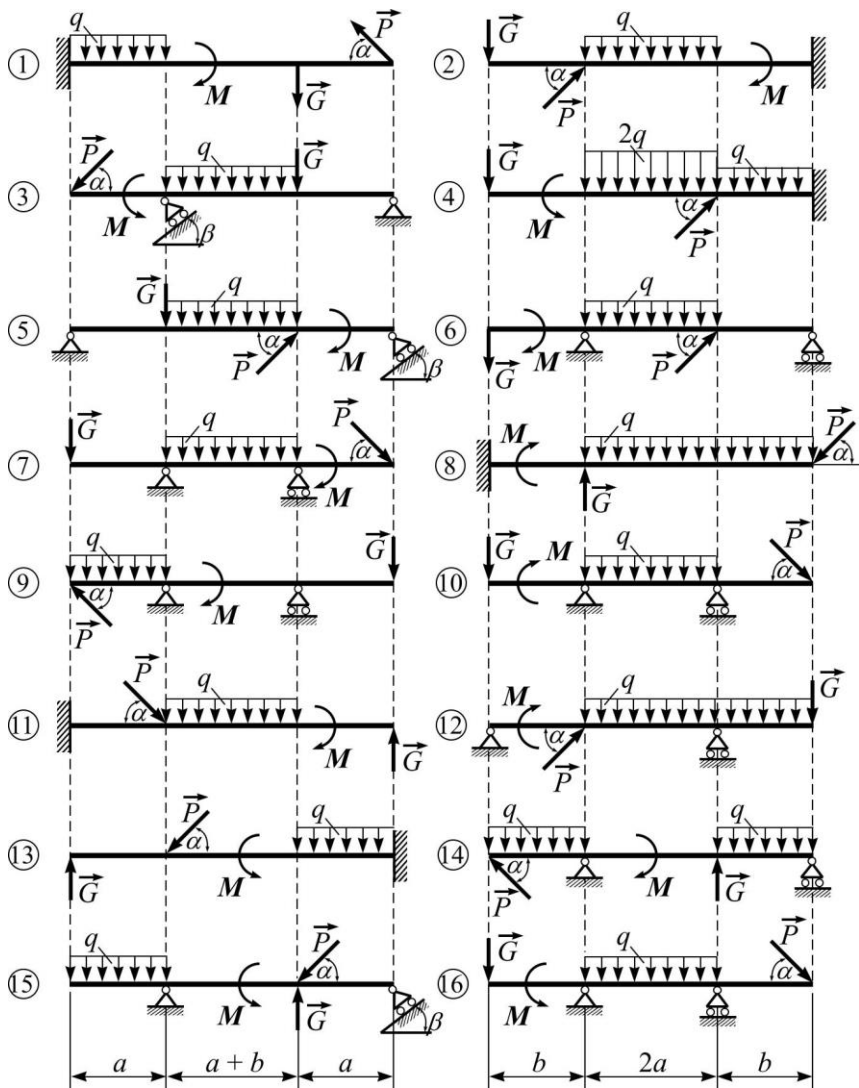 q
α
P⃗
①
M
G⃗
G⃗
q
②
α
P⃗
M
P⃗
q
G⃗
③
α
M
β
G⃗
2q
q
④
M
α
P⃗
G⃗
q
⑤
α
P⃗
M
β
q
⑥
G⃗
M
α
P⃗
G⃗
q
P⃗
⑦
α
M
M
q
P⃗
⑧
α
G⃗
q
G⃗
⑨
α
P⃗
M
G⃗
M
q
P⃗
⑩
α
P⃗
q
⑪
α
M
G⃗
M
q
G⃗
⑫
α
P⃗
P⃗
q
⑬
α
G⃗
M
q
q
⑭
α
P⃗
M
G⃗
q
P⃗
⑮
α
M
G⃗
β
G⃗
q
P⃗
⑯
α
M
a
a + b
a
b
2a
b